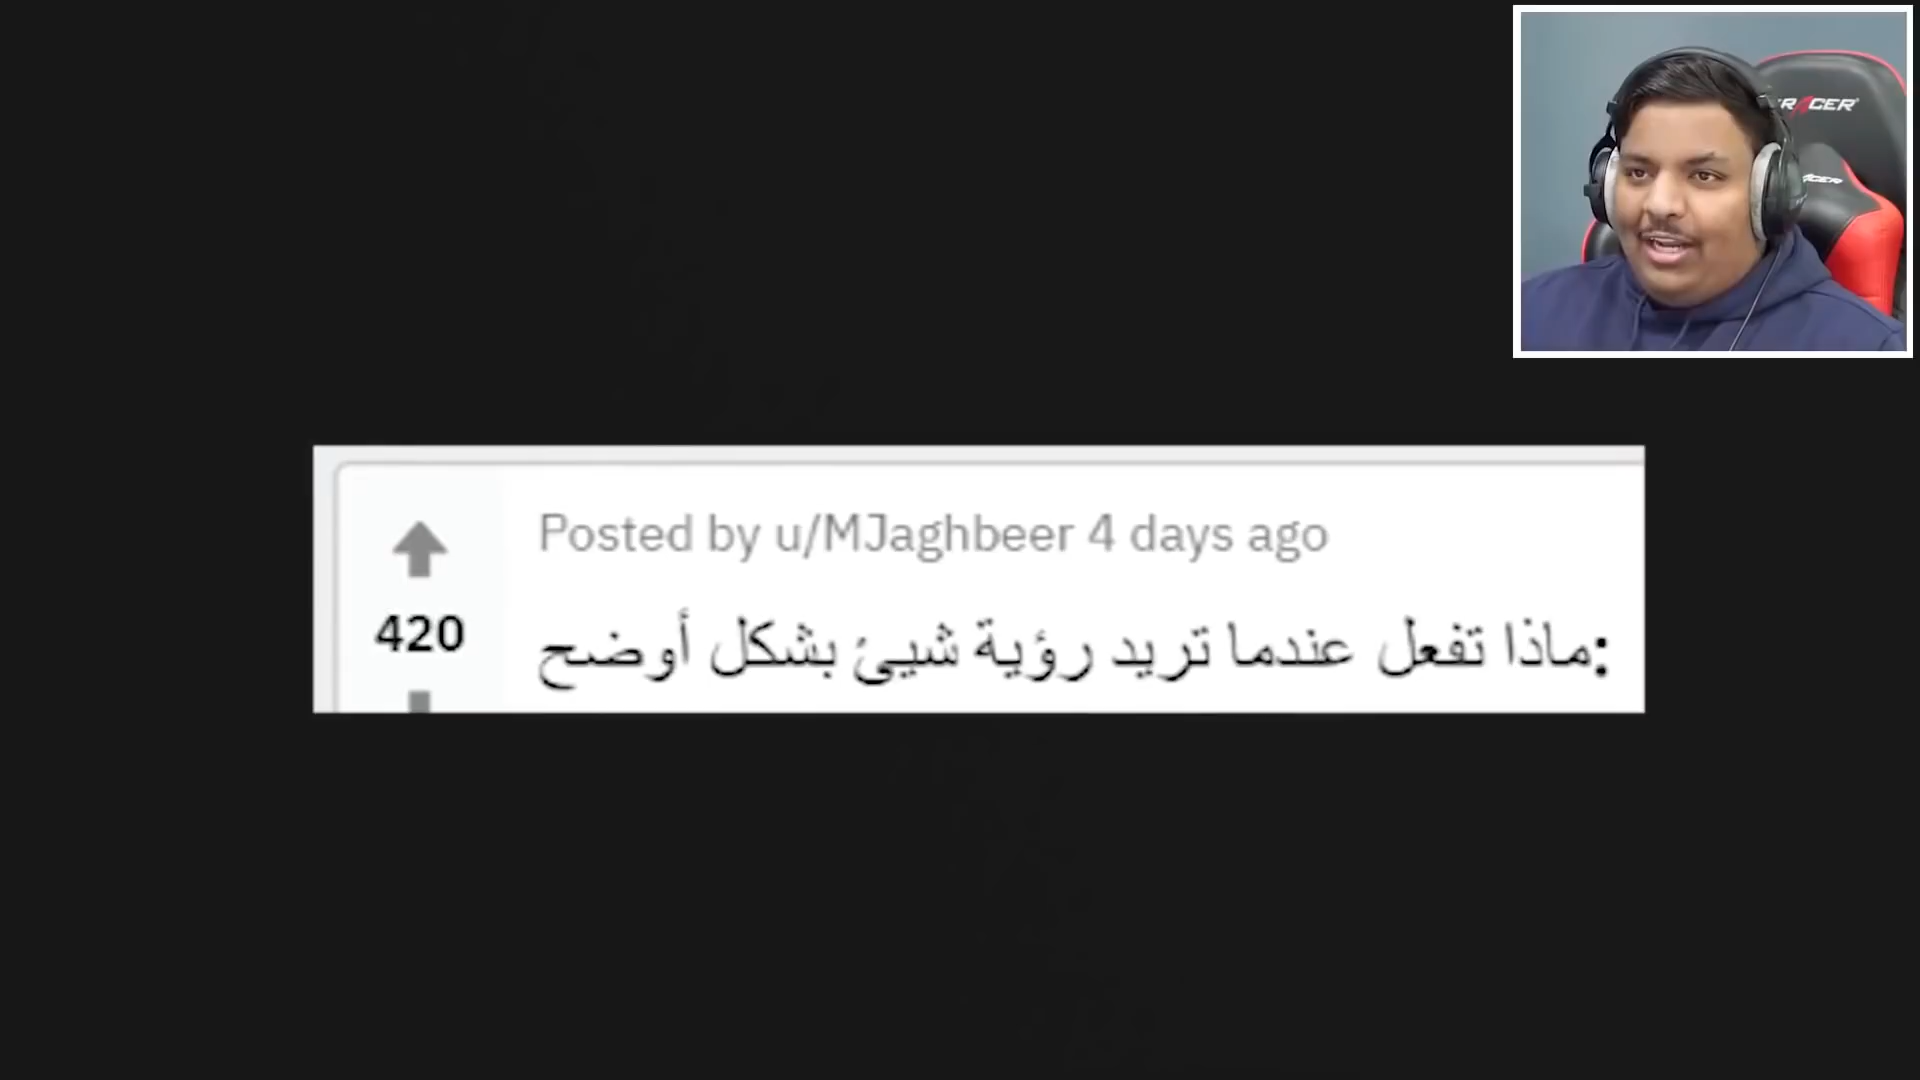 Posted by u/MJaghbeer 4 days ago
420
:ماذا تفعل عندما تريد رؤية شيئ بشكل أوضح